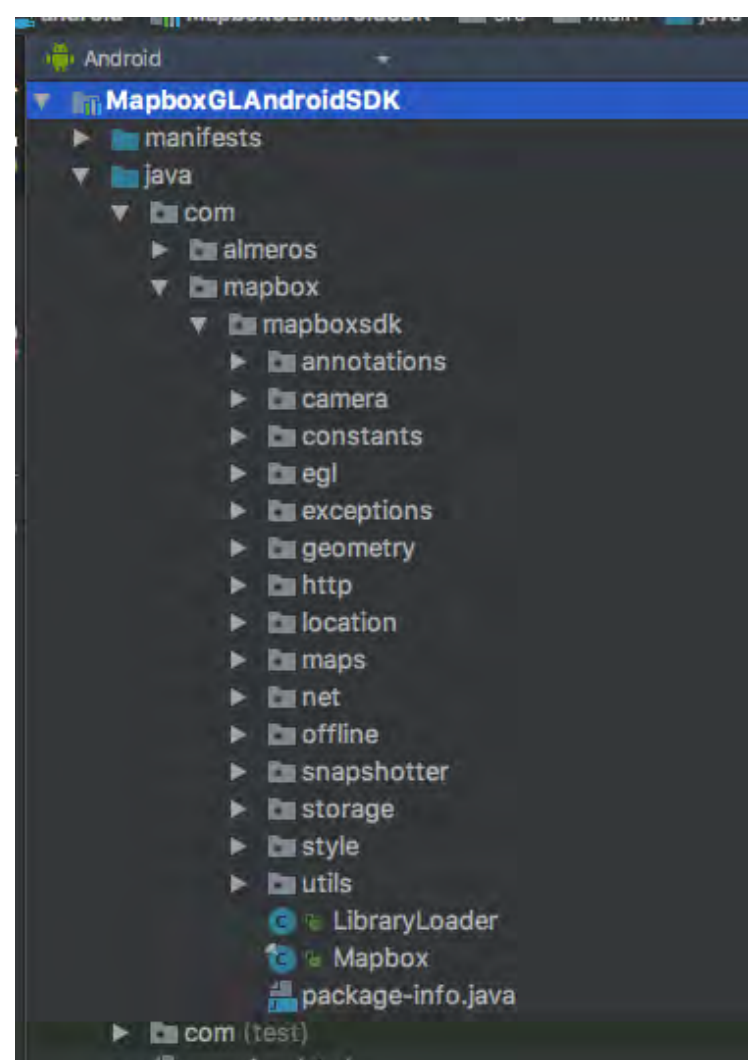 Android
MapboxGLAndroidSDK
manifests
java
com
almeros
mapbox
mapboxsdk
annotations
camera
constants
egl
exceptions
geometry
http
location
maps
net
offline
snapshotter
storage
style
utils
LibraryLoader
Mapbox
package-info.java
com (test)